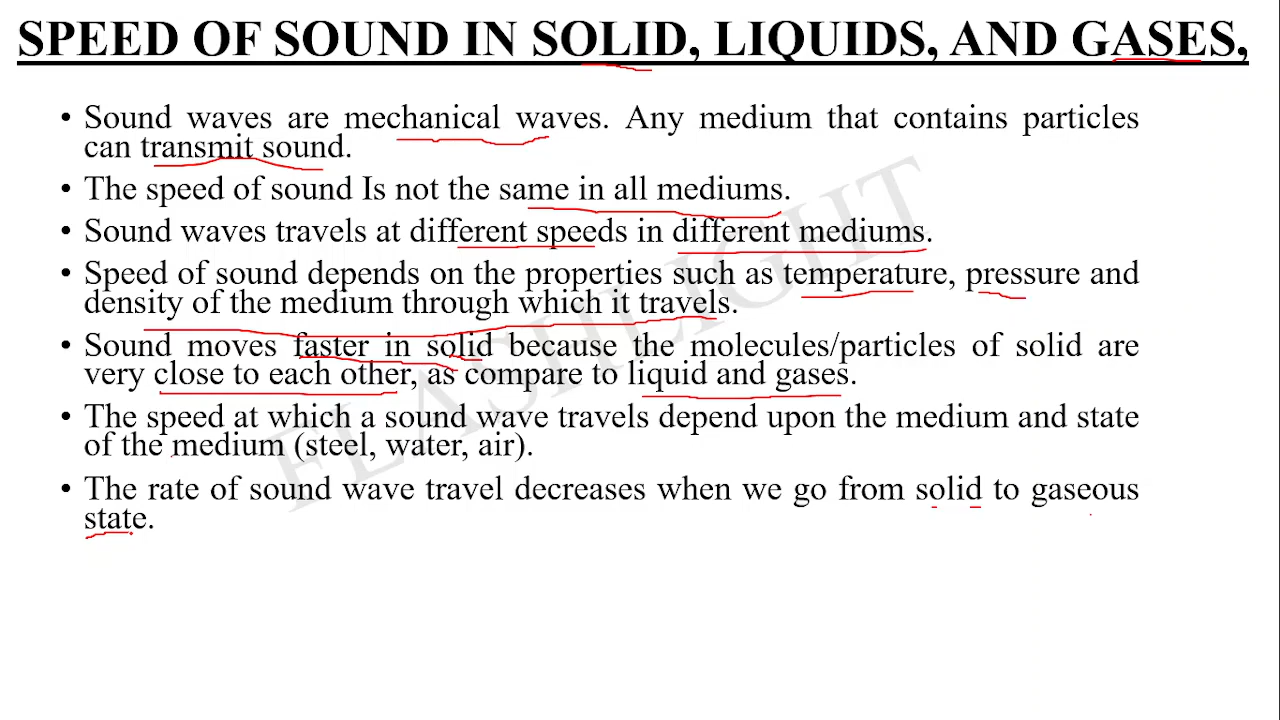 SPEED OF SOUND IN SOLID, LIQUIDS, AND GASES,
• Sound waves are mechanical waves. Any medium that contains particles
can transmit sound.
• The speed of sound Is not the same in all mediums.
• Sound waves travels at different speeds in different mediums.
• Speed of sound depends on the properties such as temperature, pressure and
density of the medium through which it travels.
• Sound moves faster in solid because the molecules/particles of solid are
very close to each other, as compare to liquid and gases.
• The speed at which a sound wave travels depend upon the medium and state
of the medium (steel, water, air).
• The rate of sound wave travel decreases when we go from solid to gaseous
state.
FLASHLIGHT